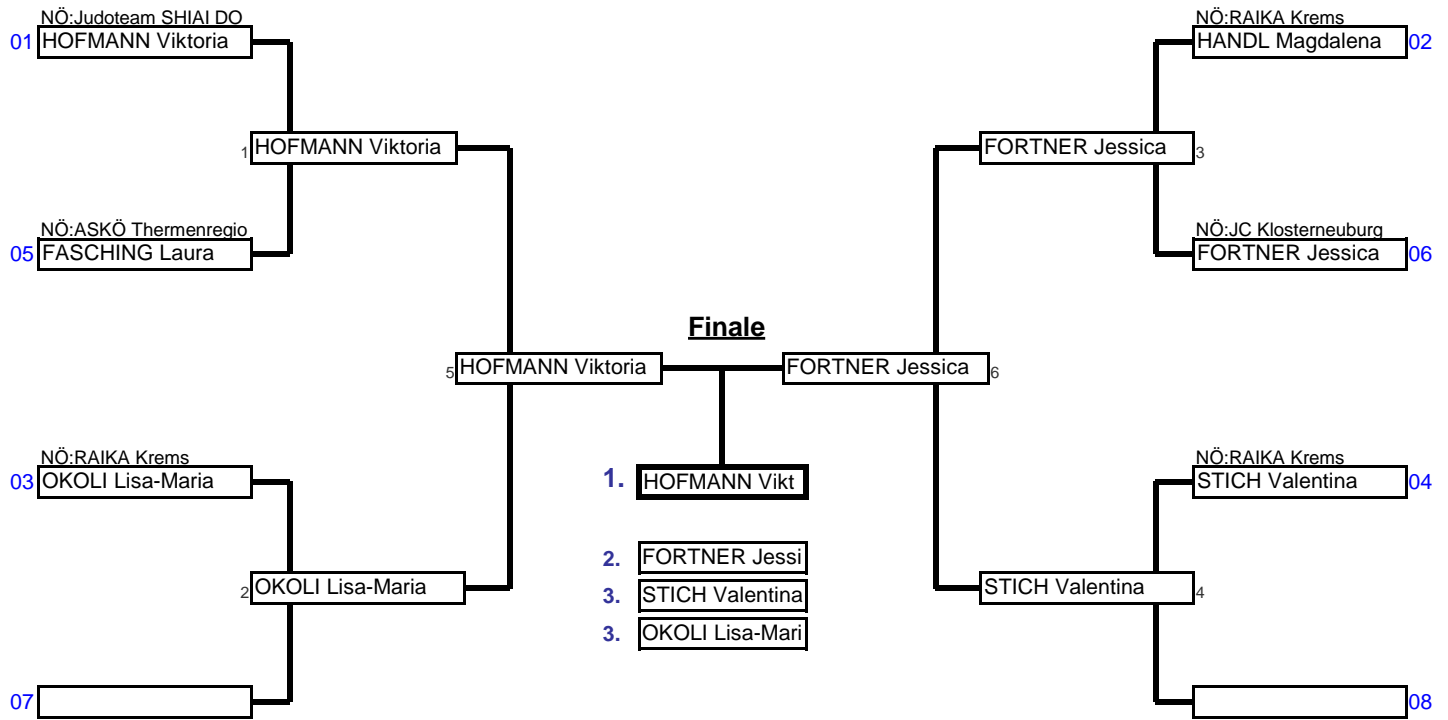 NÖ:Judoteam SHIAI DO
01 HOFMANN Viktoria
NÖ:RAIKA Krems
HANDL Magdalena 02
1 HOFMANN Viktoria
FORTNER Jessica 3
NÖ:ASKÖ Thermenregio
05 FASCHING Laura
NÖ:JC Klosterneuburg
FORTNER Jessica 06
Finale
5 HOFMANN Viktoria
FORTNER Jessica 6
NÖ:RAIKA Krems
03 OKOLI Lisa-Maria
1. HOFMANN Vikt
NÖ:RAIKA Krems
STICH Valentina 04
2. FORTNER Jessi
2 OKOLI Lisa-Maria
3. STICH Valentina
STICH Valentina 4
3. OKOLI Lisa-Mari
07
08